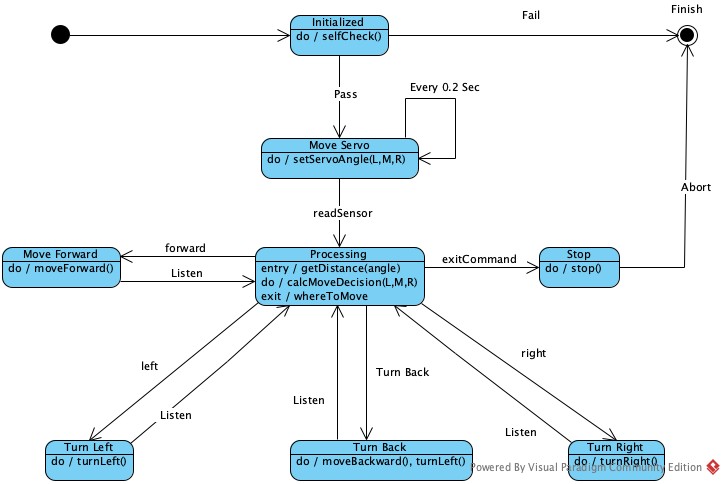 Finish
Initialized
do / selfCheck()
Fail
Pass
Every 0.2 Sec
Move Servo
do / setServoAngle(L,M,R)
Abort
readSensor
Move Forward
do / moveForward()
forward
Listen
Processing
entry / getDistance(angle)
do / calcMoveDecision(L,M,R)
exit / whereToMove
exitCommand
Stop
do / stop()
left
Listen
Listen
Turn Back
right
Listen
Turn Left
do / turnLeft()
Turn Back
do / moveBackward(), turnLeft()
Turn Right
do / turnRight()
Powered By Visual Paradigm Community Edition